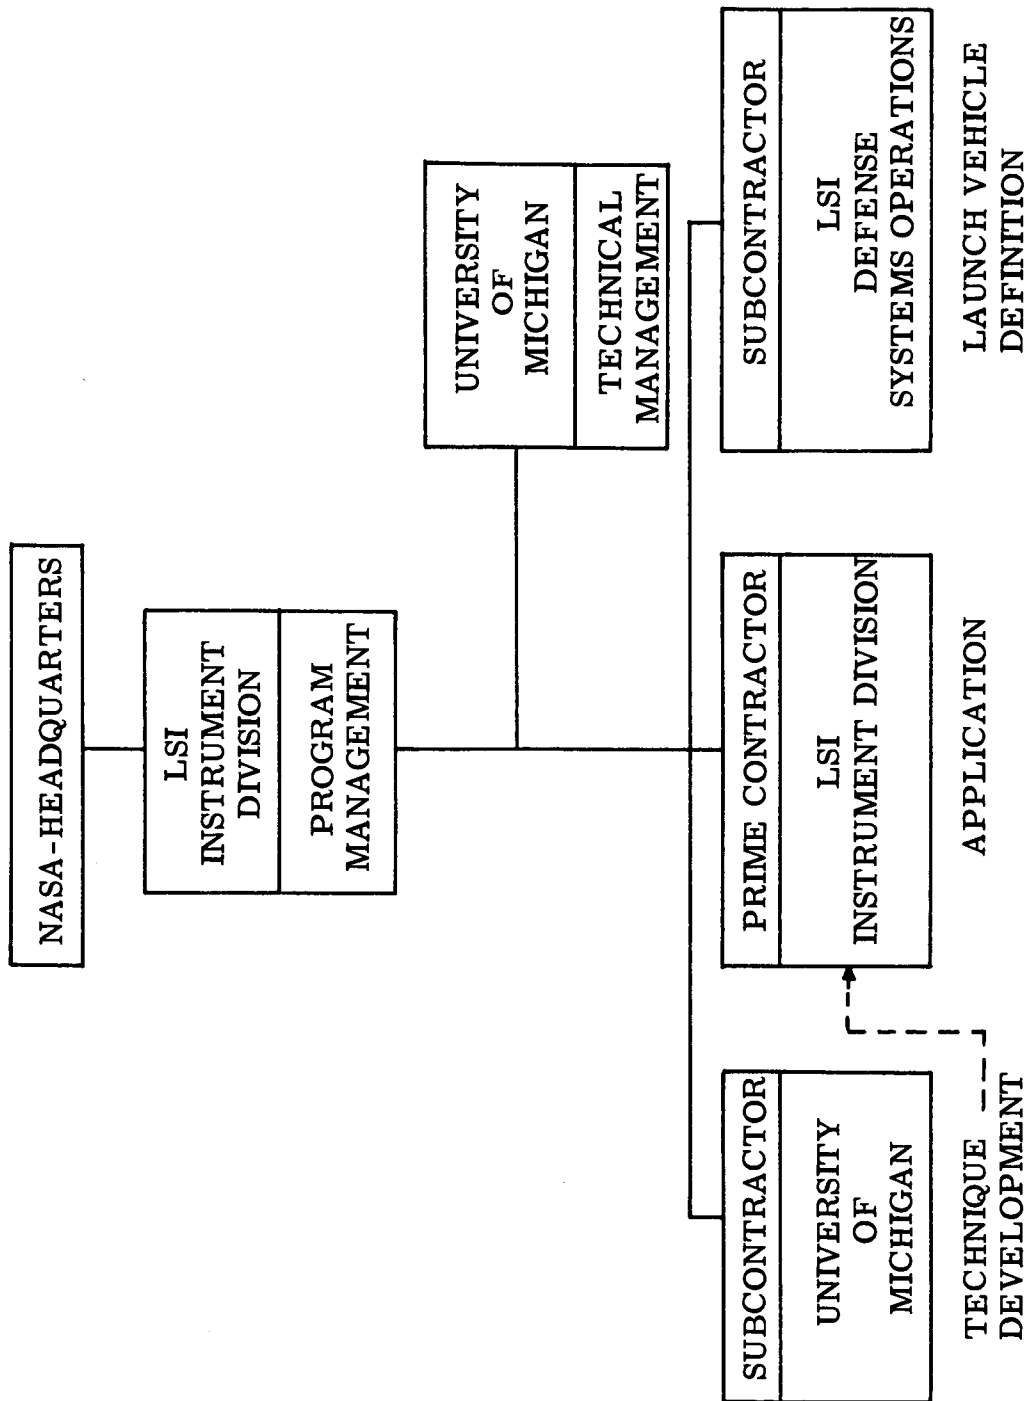 NASA-HEADQUARTERS
LSI
INSTRUMENT
DIVISION
PROGRAM
MANAGEMENT
UNIVERSITY
OF
MICHIGAN
TECHNICAL
MANAGEMENT
SUBCONTRACTOR
UNIVERSITY
OF
MICHIGAN
TECHNIQUE
DEVELOPMENT
PRIME CONTRACTOR
LSI
INSTRUMENT DIVISION
APPLICATION
SUBCONTRACTOR
LSI
DEFENSE
SYSTEMS OPERATIONS
LAUNCH VEHICLE
DEFINITION